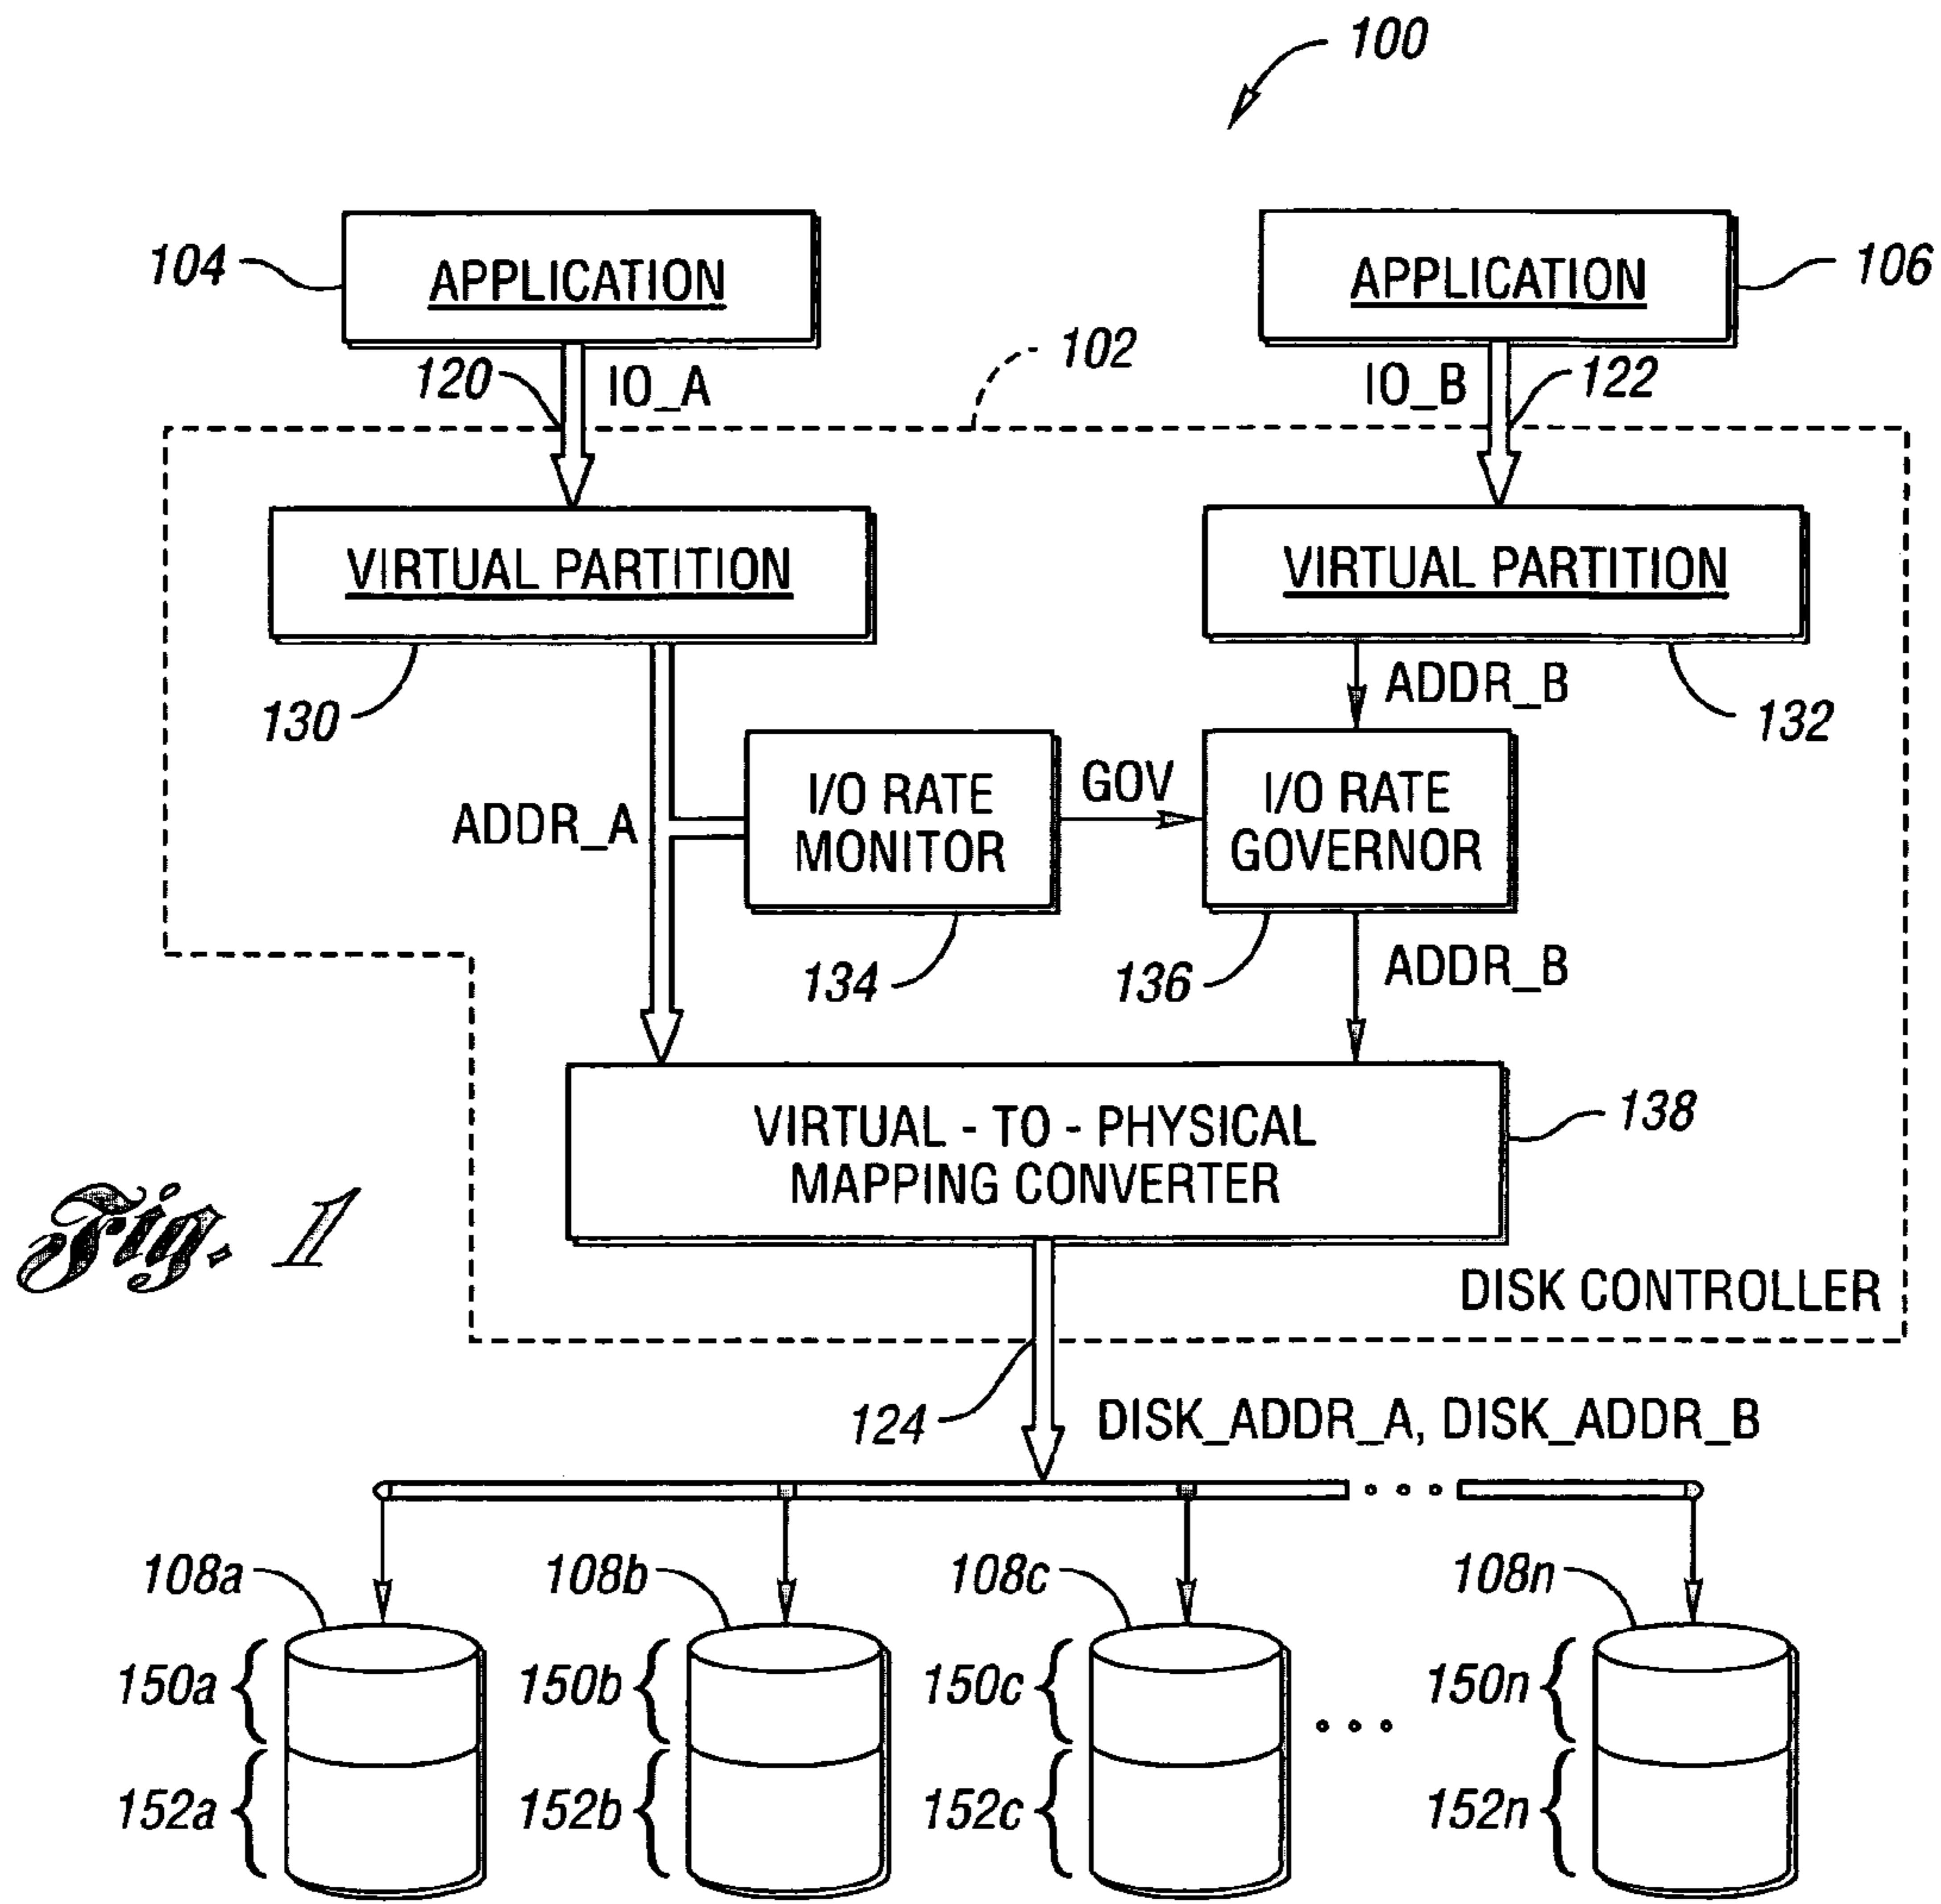 100
104
APPLICATION
APPLICATION
106
102
120
IO_A
IO_B
122
VIRTUAL PARTITION
VIRTUAL PARTITION
130
ADDR_B
132
I/O RATE
MONITOR
GOV
I/O RATE
GOVERNOR
ADDR_A
134
136
ADDR_B
VIRTUAL - TO - PHYSICAL
MAPPING CONVERTER
138
Fig. 1
DISK CONTROLLER
124
DISK_ADDR_A, DISK_ADDR_B
108a
108b
108c
108n
150a
150b
150c
150n
152a
152b
152c
152n